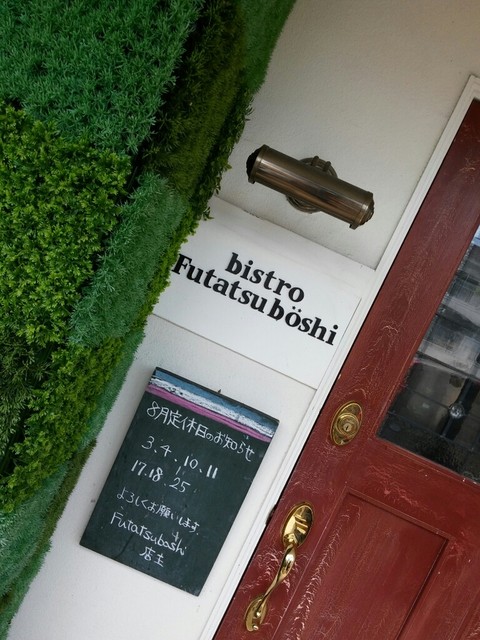 bistro
Futatsuböshi
8月定休日のお知らせ
3.4.10.11
17.18.25
よろしくお願いします.
Futatsuboshi
店主